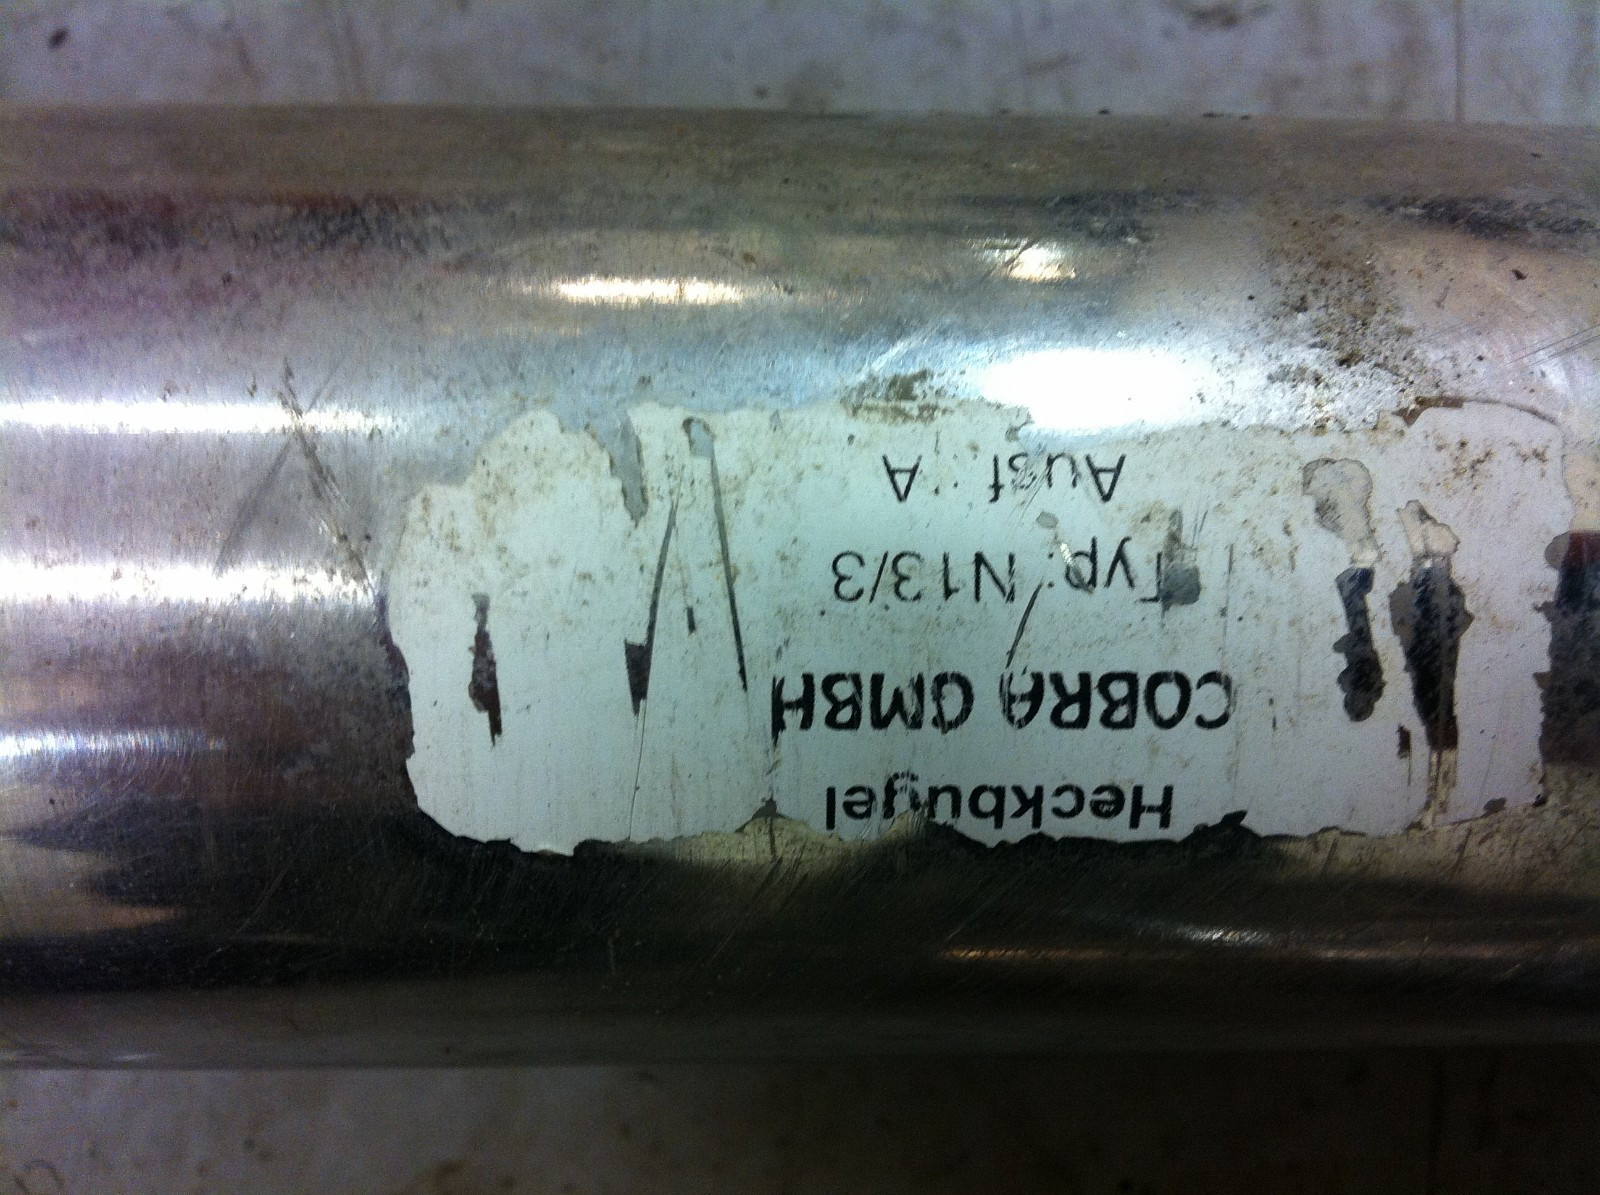 Heckbügel
COBRA GMBH
Typ: N13/3
Ausf.: A